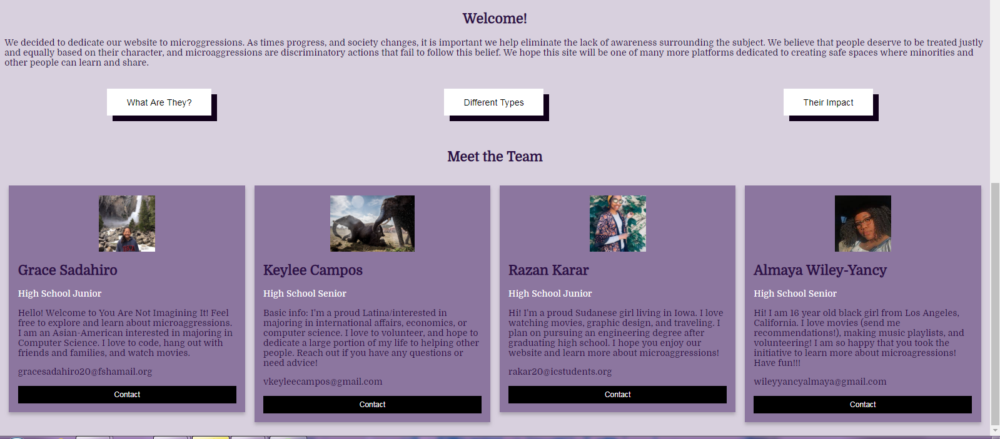 Welcome!
We decided to dedicate our website to microggressions. As times progress, and society changes, it is important we help eliminate the lack of awareness surrounding the subject. We believe that people deserve to be treated justly
and equally based on their character, and microaggressions are discriminatory actions that fail to follow this belief. We hope this site will be one of many more platforms dedicated to creating safe spaces where minorities and
other people can learn and share.
What Are They?
Different Types
Their Impact
Meet the Team
Grace Sadahiro
High School Junior
Hello! Welcome to You Are Not Imagining It! Feel
free to explore and learn about microaggressions.
I am an Asian-American interested in majoring in
Computer Science. I love to code, hang out with
friends and families, and watch movies.
gracesadahiro20@fshamail.org
Contact
Keylee Campos
High School Senior
Basic info: I'm a proud Latina/interested in
majoring in international affairs, economics, or
computer science. I love to volunteer, and hope to
dedicate a large portion of my life to helping other
people. Reach out if you have any questions or
need advice!
vkeyleecampos@gmail.com
Contact
Razan Karar
High School Junior
Hi! I'm a proud Sudanese girl living in Iowa. I love
watching movies, graphic design, and traveling. I
plan on pursuing an engineering degree after
graduating high school. I hope you enjoy our
website and learn more about microaggressions!
rakar20@icstudents.org
Contact
Almaya Wiley-Yancy
High School Senior
Hi! I am 16 year old black girl from Los Angeles,
California. I love movies (send me
recommendations!), making music playlists, and
volunteering! I am so happy that you took the
initiative to learn more about microagressions!
Have fun!!!
wileyyancyalmaya@gmail.com
Contact